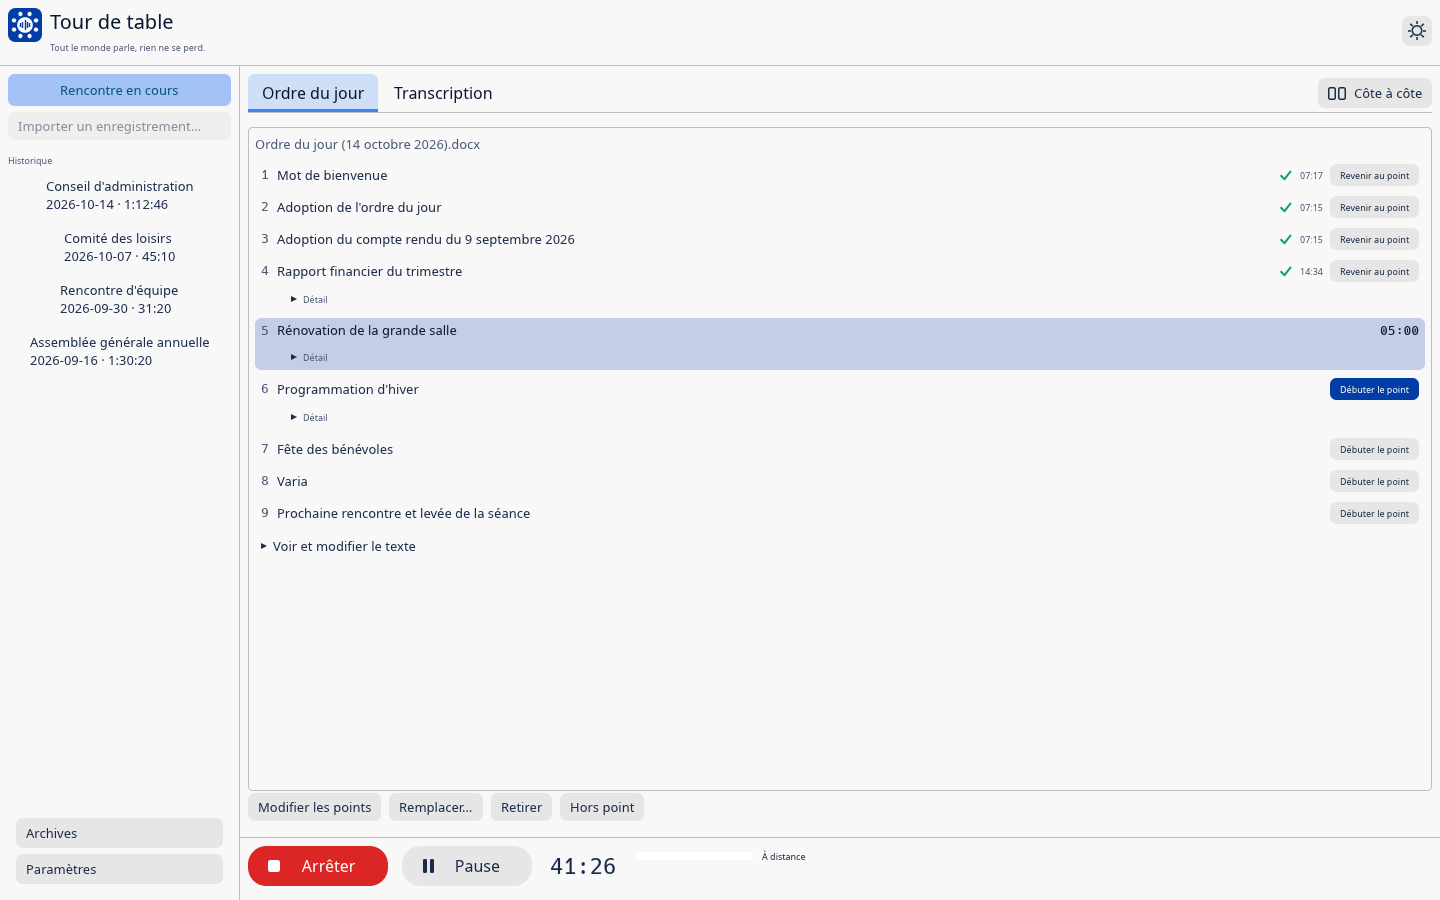 Tour de table
Tout le monde parle, rien ne se perd.
Rencontre en cours
Importer un enregistrement...
Historique
Conseil d'administration
2026-10-14 · 1:12:46
Comité des loisirs
2026-10-07 · 45:10
Rencontre d'équipe
2026-09-30 · 31:20
Assemblée générale annuelle
2026-09-16 · 1:30:20
Archives
Paramètres
Ordre du jour
Transcription
Côte à côte
Ordre du jour (14 octobre 2026).docx
1 Mot de bienvenue 07:17 Revenir au point
2 Adoption de l'ordre du jour 07:15 Revenir au point
3 Adoption du compte rendu du 9 septembre 2026 07:15 Revenir au point
4 Rapport financier du trimestre 14:34 Revenir au point
Détail
5 Rénovation de la grande salle 05:00
Détail
6 Programmation d'hiver Débuter le point
Détail
7 Fête des bénévoles Débuter le point
8 Varia Débuter le point
9 Prochaine rencontre et levée de la séance Débuter le point
Voir et modifier le texte
Modifier les points
Remplacer...
Retirer
Hors point
Arrêter
Pause
41:26
À distance